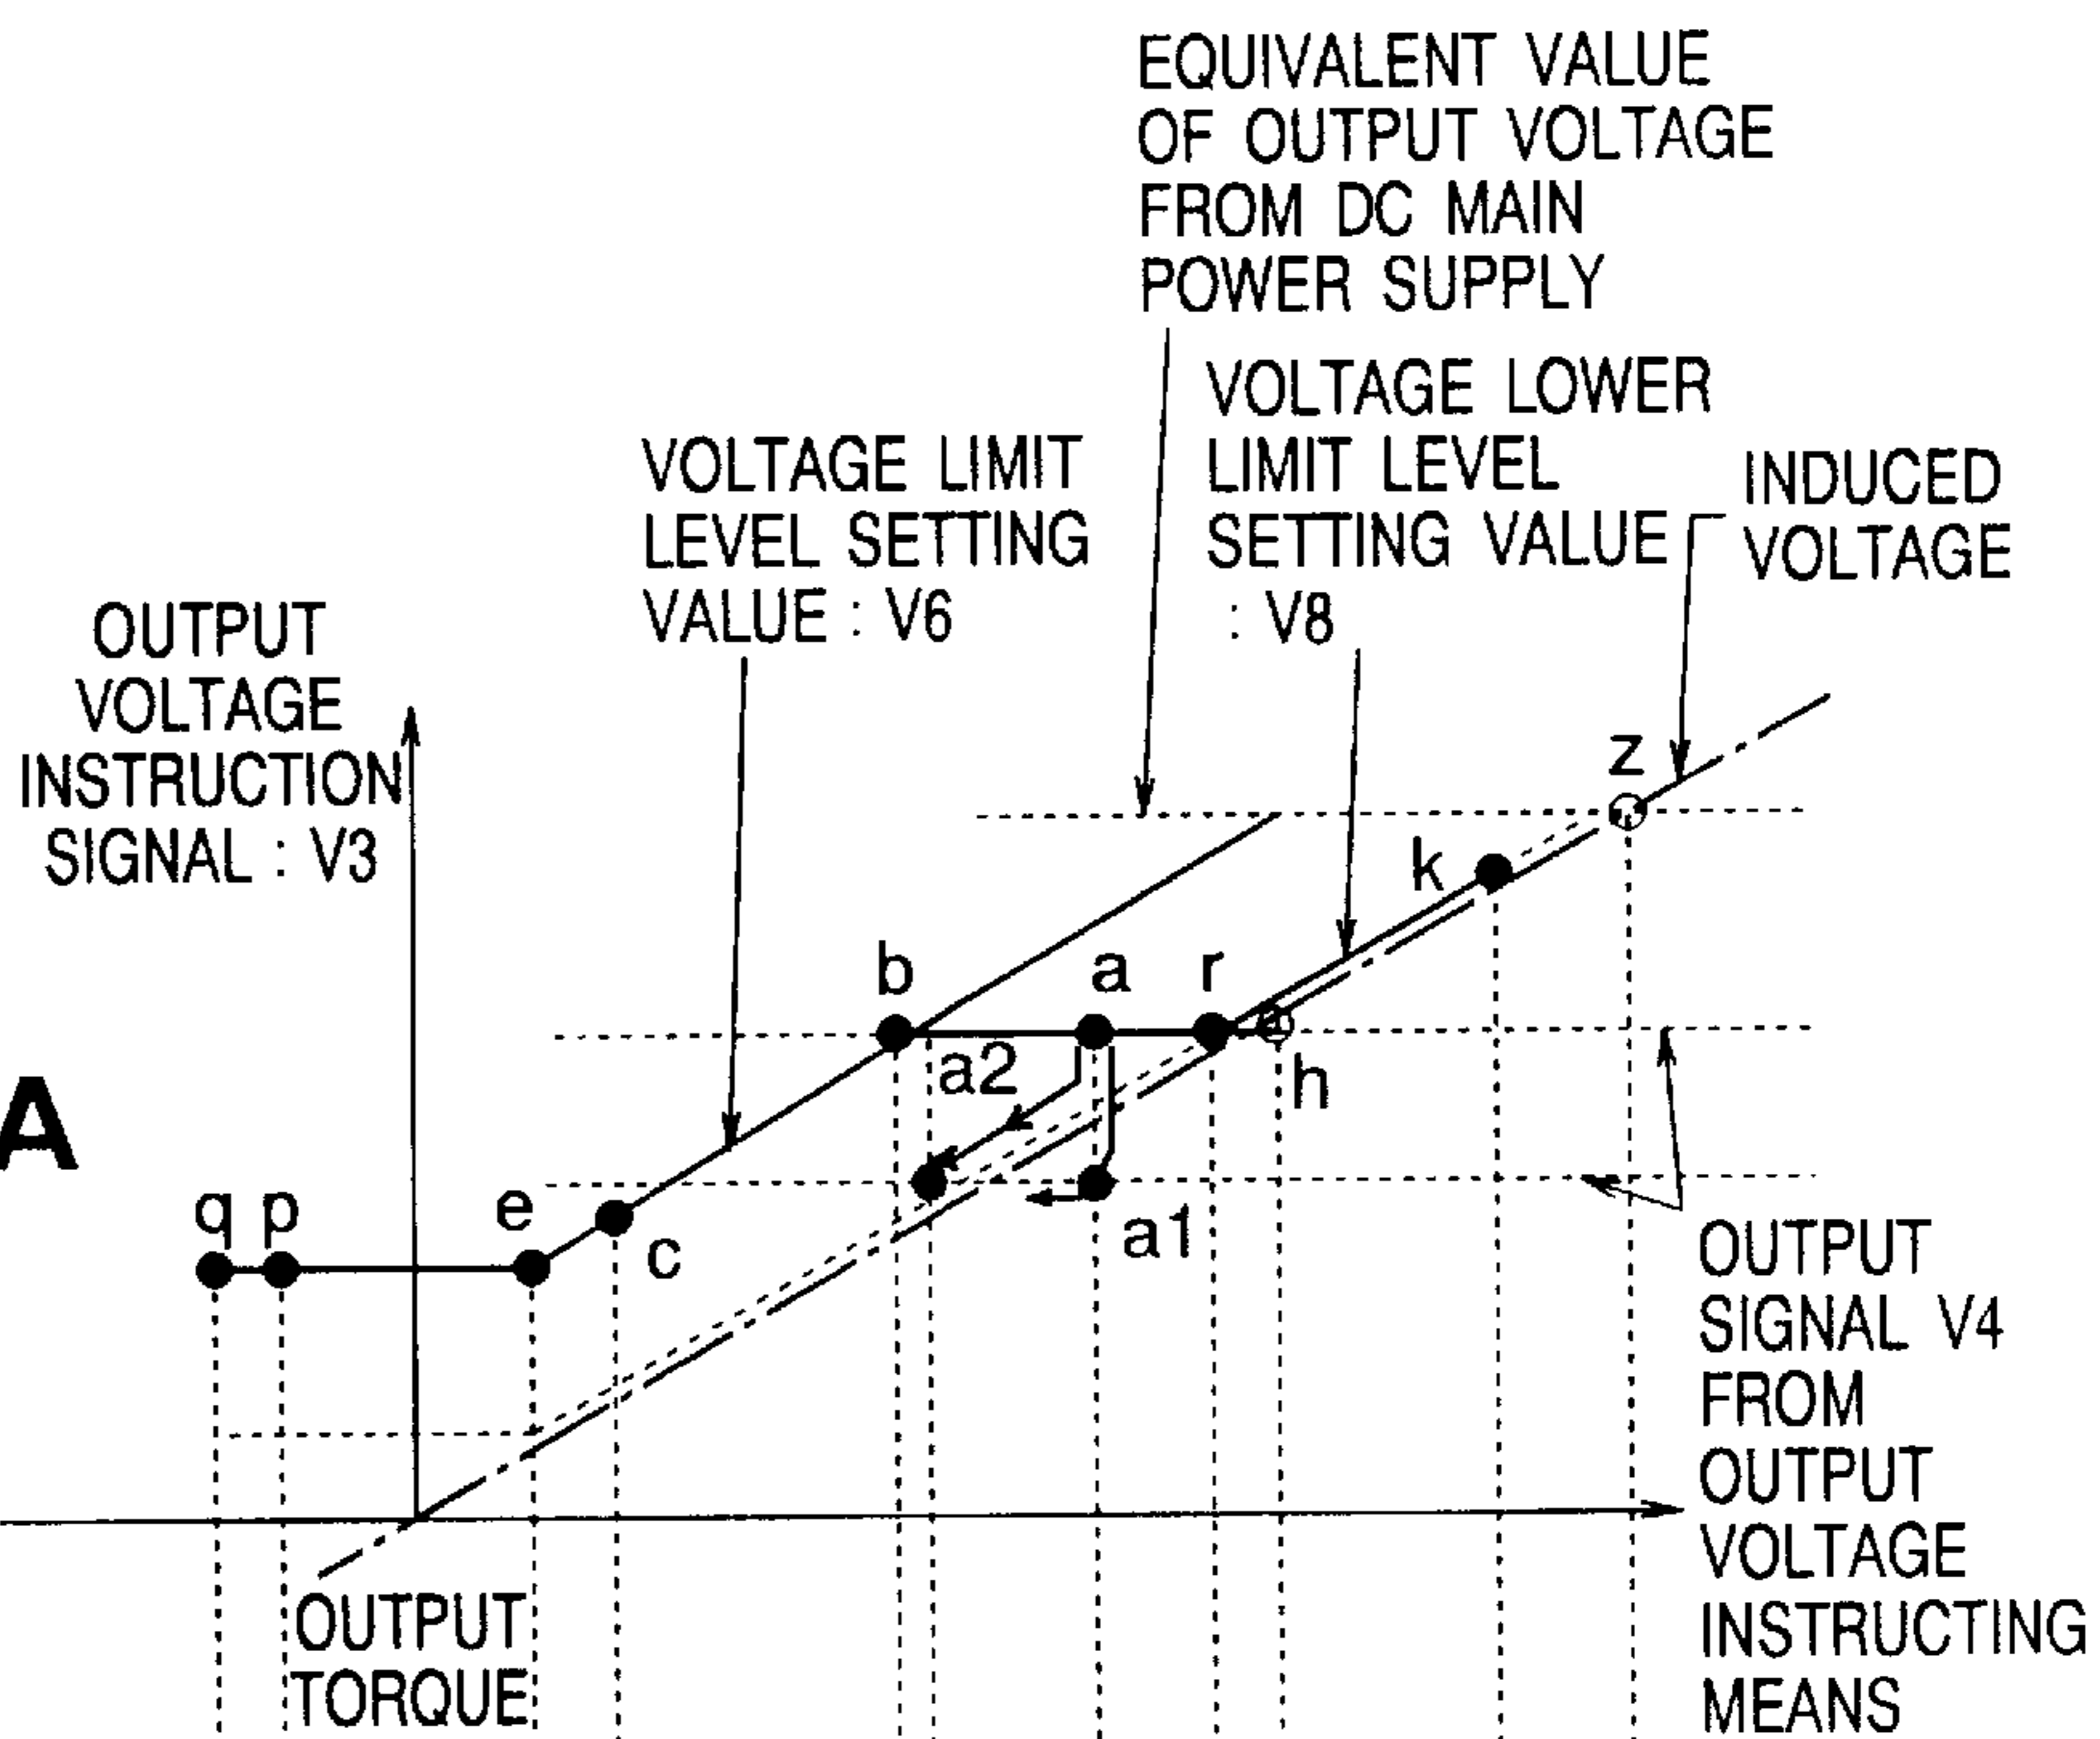 EQUIVALENT VALUE
OF OUTPUT VOLTAGE
FROM DC MAIN
POWER SUPPLY
VOLTAGE LOWER
LIMIT LEVEL
SETTING VALUE
: V8
VOLTAGE LIMIT
LEVEL SETTING
VALUE : V6
INDUCED
VOLTAGE
OUTPUT
VOLTAGE
INSTRUCTION
SIGNAL : V3
z
k
b
a
r
a2
h
A
q
p
e
c
a1
OUTPUT
SIGNAL V4
FROM
OUTPUT
VOLTAGE
INSTRUCTING
MEANS
OUTPUT
TORQUE